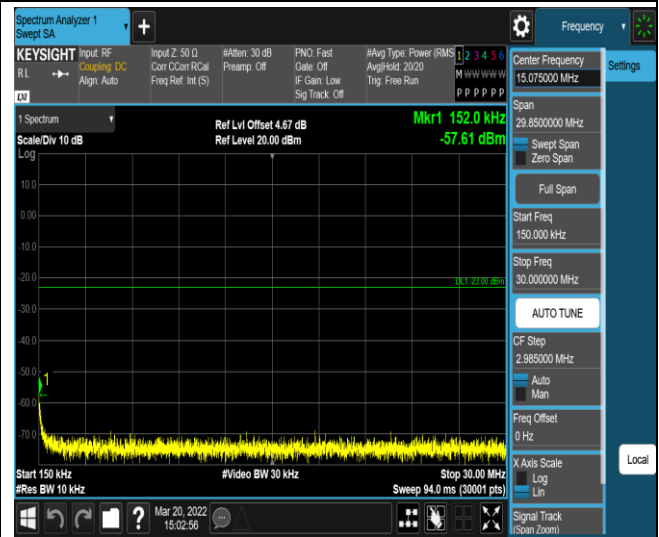 Spectrum Analyzer 1
Swept SA
+
Frequency
KEYSIGHT
RL
LXI
Input: RF
Coupling: DC
Align: Auto
Input Z: 50 Ω
Corr CCorr RCal
Freq Ref: Int (S)
#Atten: 30 dB
Preamp: Off
PNO: Fast
Gate: Off
IF Gain: Low
Sig Track: Off
#Avg Type: Power (RMS
Avg|Hold: 20/20
Trig: Free Run
1 2 3 4 5 6
M W W W W W
P P P P P P
1 Spectrum
Scale/Div 10 dB
Ref Lvl Offset 4.67 dB
Ref Level 20.00 dBm
Mkr1 152.0 kHz
-57.61 dBm
Log
10.0
0.00
-10.0
-20.0
DL1 -23.00 dBm
-30.0
-40.0
-50.0
1
-60.0
-70.0
Start 150 kHz
#Video BW 30 kHz
Stop 30.00 MHz
#Res BW 10 kHz
Sweep 94.0 ms (30001 pts)
Center Frequency
15.075000 MHz
Settings
Span
29.8500000 MHz
Swept Span
Zero Span
Full Span
Start Freq
150.000 kHz
Stop Freq
30.000000 MHz
AUTO TUNE
CF Step
2.985000 MHz
Auto
Man
Freq Offset
0 Hz
X Axis Scale
Log
Lin
Local
Signal Track
(Span Zoom)
?
Mar 20, 2022
15:02:56